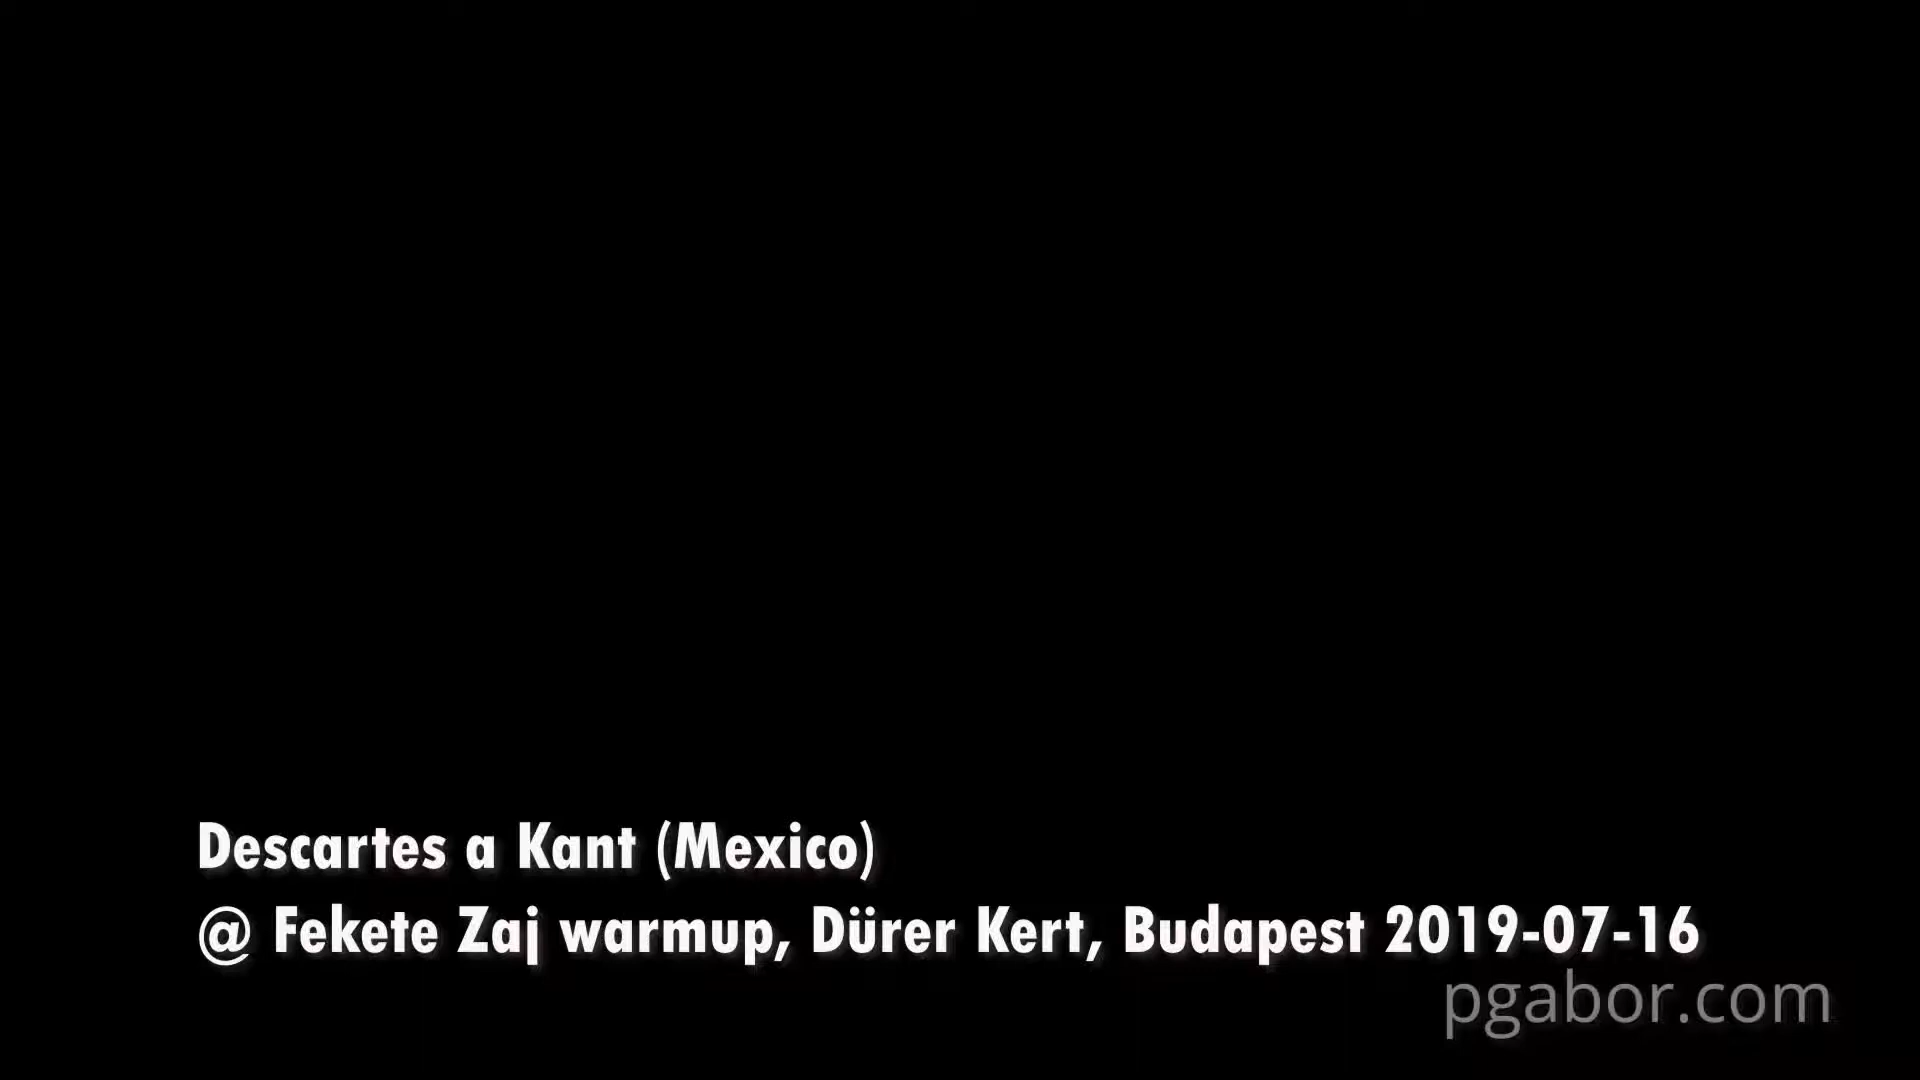 Descartes a Kant (Mexico)
@ Fekete Zaj warmup, Dürer Kert, Budapest 2019-07-16
pgabor.com